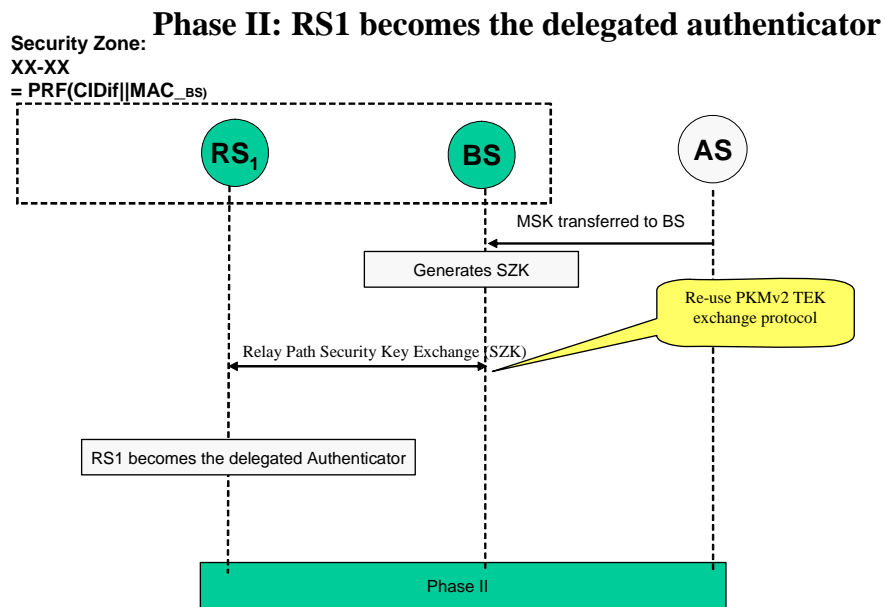 Phase II: RS1 becomes the delegated authenticator
Security Zone:
XX-XX
= PRF(CIDif||MAC_BS)
RS1
BS
AS
MSK transferred to BS
Generates SZK
Re-use PKMv2 TEK
exchange protocol
Relay Path Security Key Exchange (SZK)
RS1 becomes the delegated Authenticator
Phase II